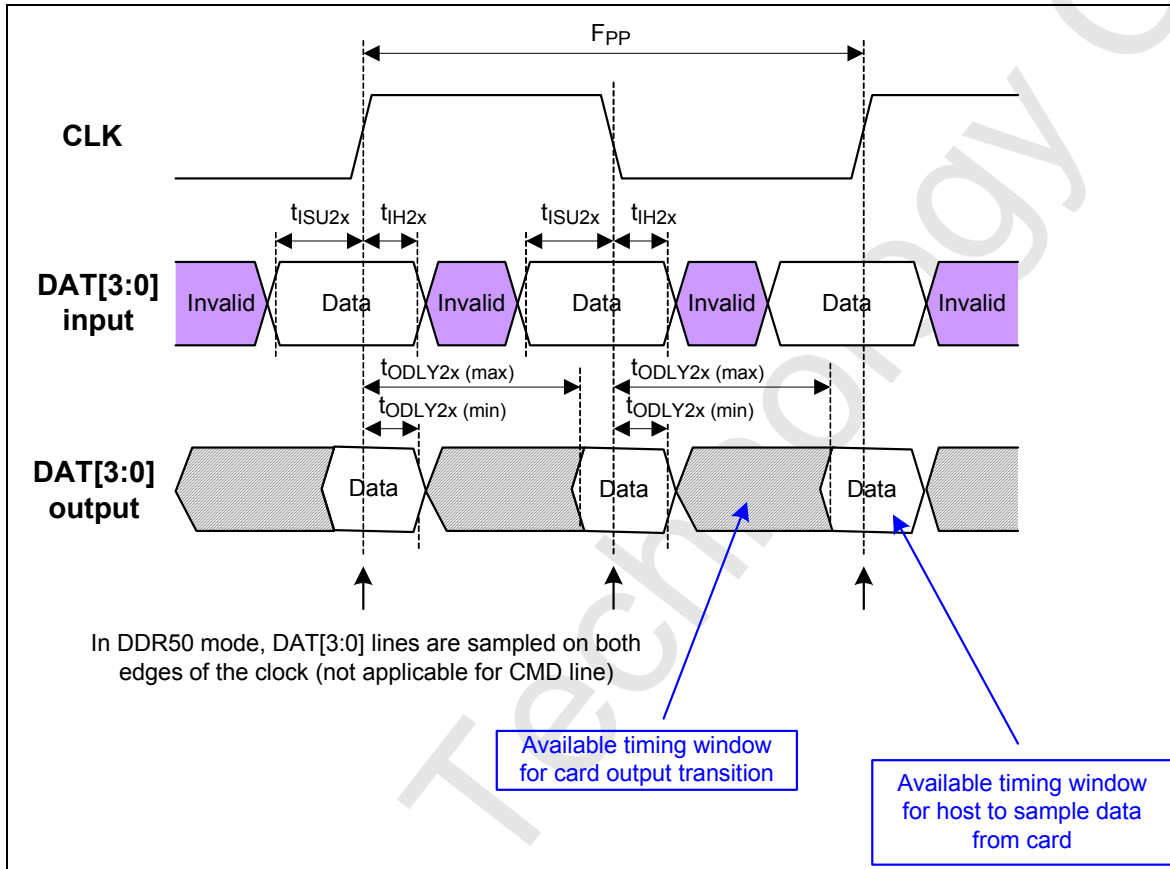 FPP
CLK
tISU2x tIH2x tISU2x tIH2x
DAT[3:0]
input
Invalid Data Invalid Data Invalid Data Invalid
tODLY2x (max) tODLY2x (max)
tODLY2x (min) tODLY2x (min)
DAT[3:0]
output
Data Data Data
In DDR50 mode, DAT[3:0] lines are sampled on both
edges of the clock (not applicable for CMD line)
Available timing window
for card output transition
Available timing window
for host to sample data
from card
Technology C